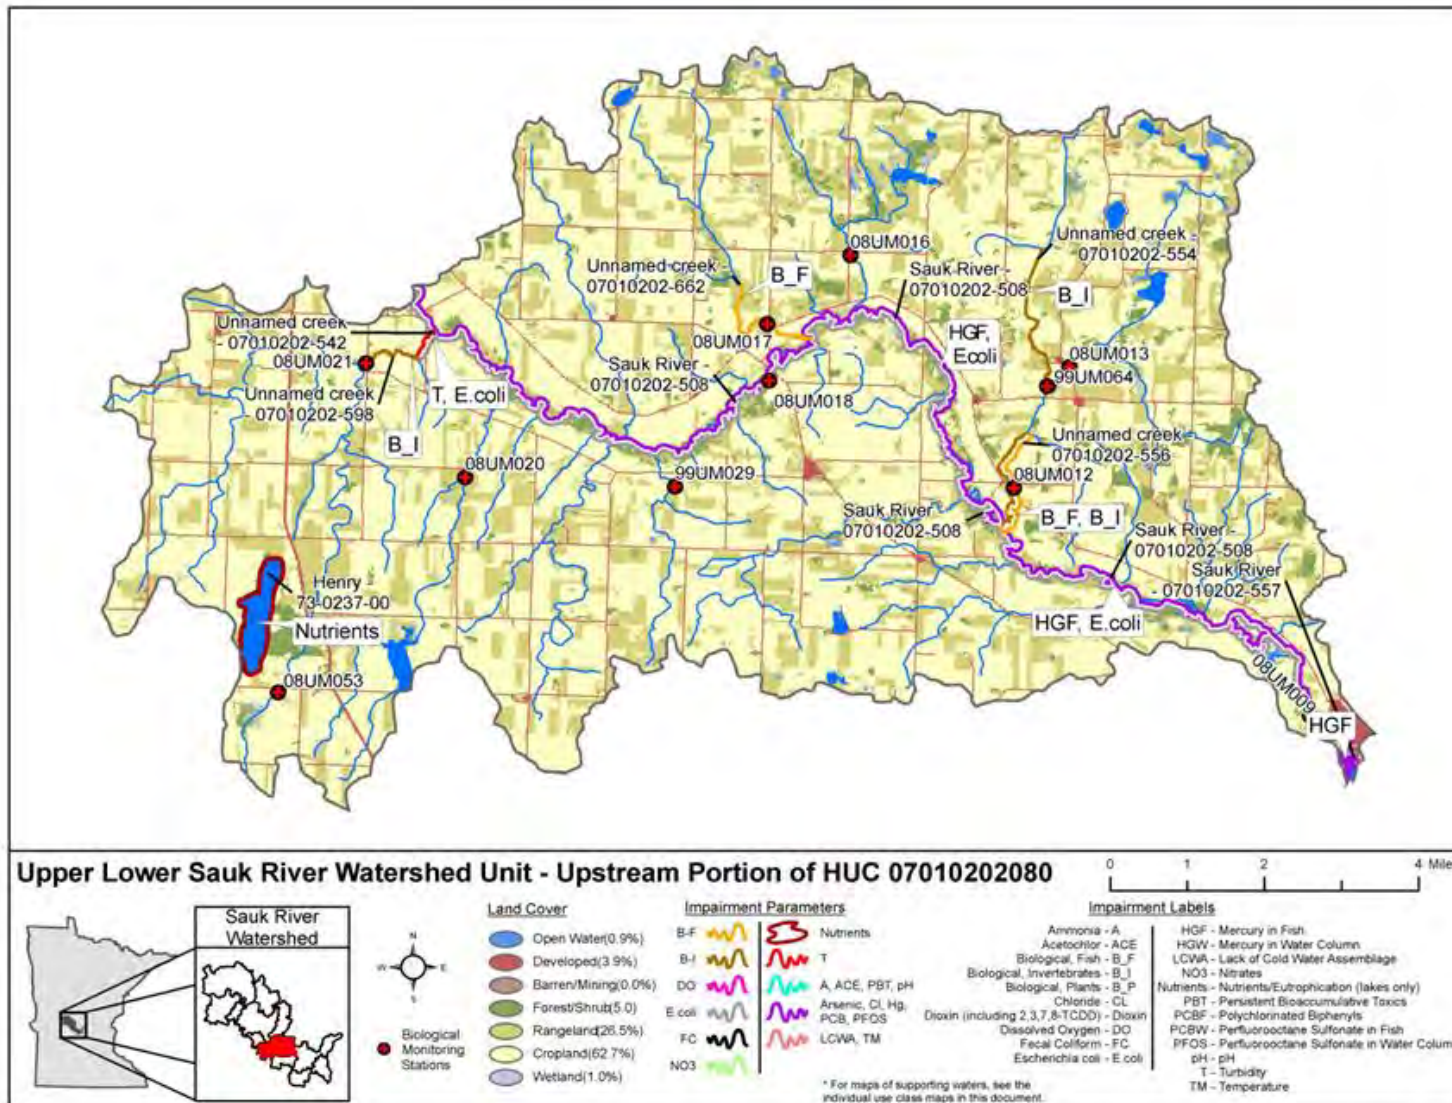 08UM016
Unnamed creek -
07010202-554
Unnamed creek -
07010202-662
B_F
Sauk River -
07010202-508
B_I
Unnamed creek
- 07010202-542
08UM021
08UM017
HGF,
Ecoli
08UM013
99UM064
Sauk River -
07010202-508
Unnamed creek
07010202-598
T, E.coli
08UM018
B_I
Unnamed creek
07010202-556
08UM020
99UM029
08UM012
Sauk River
07010202-508
B_F, B_I
Sauk River -
07010202-508
Sauk River
- 07010202-557
Henry
73-0237-00
Nutrients
HGF, E.coli
08UM009
08UM053
HGF
Upper Lower Sauk River Watershed Unit - Upstream Portion of HUC 07010202080
0 1 2 4 Mile
Sauk River
Watershed
N
W E
S
Biological
Monitoring
Stations
Land Cover
Open Water(0.9%)
Developed(3.9%)
Barren/Mining(0.0%)
Forest/Shrub(5.0)
Rangeland(26.5%)
Cropland(62.7%)
Wetland(1.0%)
Impairment Parameters
B-F
B-I
DO
E.coli
FC
NO3
Nutrients
T
A, ACE, PBT, pH
Arsenic, Cl, Hg,
PCB, PFOS
LCWA, TM
* For maps of supporting waters, see the
individual use class maps in this document.
Impairment Labels
Ammonia - A
Acetochlor - ACE
Biological, Fish - B_F
Biological, Invertebrates - B_I
Biological, Plants - B_P
Chloride - CL
Dioxin (including 2,3,7,8-TCDD) - Dioxin
Dissolved Oxygen - DO
Fecal Coliform - FC
Escherichia coli - E.coli
HGF - Mercury in Fish
HGW - Mercury in Water Column
LCWA - Lack of Cold Water Assemblage
NO3 - Nitrates
Nutrients - Nutrients/Eutrophication (lakes only)
PBT - Persistent Bioaccumulative Toxics
PCBF - Polychlorinated Biphenyls
PCBW - Perfluorooctane Sulfonate in Fish
PFOS - Perfluorooctane Sulfonate in Water Colum
pH - pH
T - Turbidity
TM - Temperature